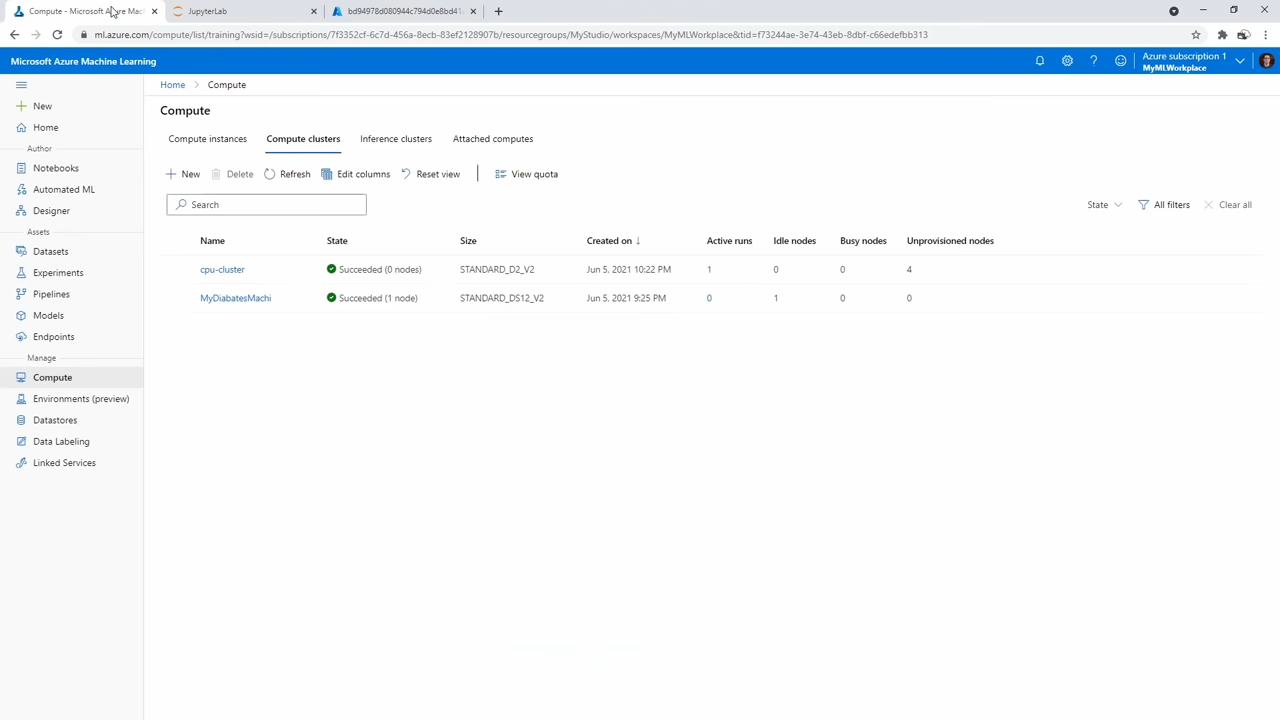 Compute - Microsoft Azure Mac
JupyterLab
bd94978d080944c794d0e8bd41
ml.azure.com/compute/list/training?wsid=/subscriptions/7f3352cf-6c7d-456a-8ecb-83ef2128907b/resourcegroups/MyStudio/workspaces/MyMLWorkplace&tid=f73244ae-3e74-43eb-8dbf-c66edefbb313
Microsoft Azure Machine Learning
Azure subscription 1
MyMLWorkplace
New
Home
Author
Notebooks
Automated ML
Designer
Assets
Datasets
Experiments
Pipelines
Models
Endpoints
Manage
Compute
Environments (preview)
Datastores
Data Labeling
Linked Services
Home > Compute
Compute
Compute instances Compute clusters Inference clusters Attached computes
New Delete Refresh Edit columns Reset view View quota
Search
State All filters Clear all
Name State Size Created on ↓ Active runs Idle nodes Busy nodes Unprovisioned nodes
cpu-cluster Succeeded (0 nodes) STANDARD_D2_V2 Jun 5, 2021 10:22 PM 1 0 0 4
MyDiabatesMachi Succeeded (1 node) STANDARD_DS12_V2 Jun 5, 2021 9:25 PM 0 1 0 0